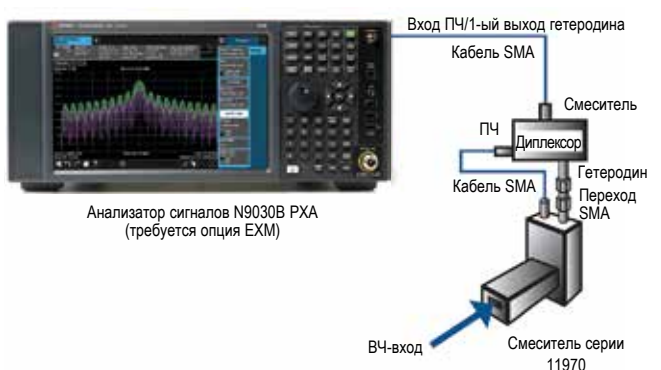 Вход ПЧ/1-ый выход гетеродина
Кабель SMA
Смеситель
ПЧ
Диплексор
Гетеродин
Кабель SMA
Переход
SMA
Анализатор сигналов N9030B PXA
(требуется опция EXM)
ВЧ-вход
Смеситель серии
11970